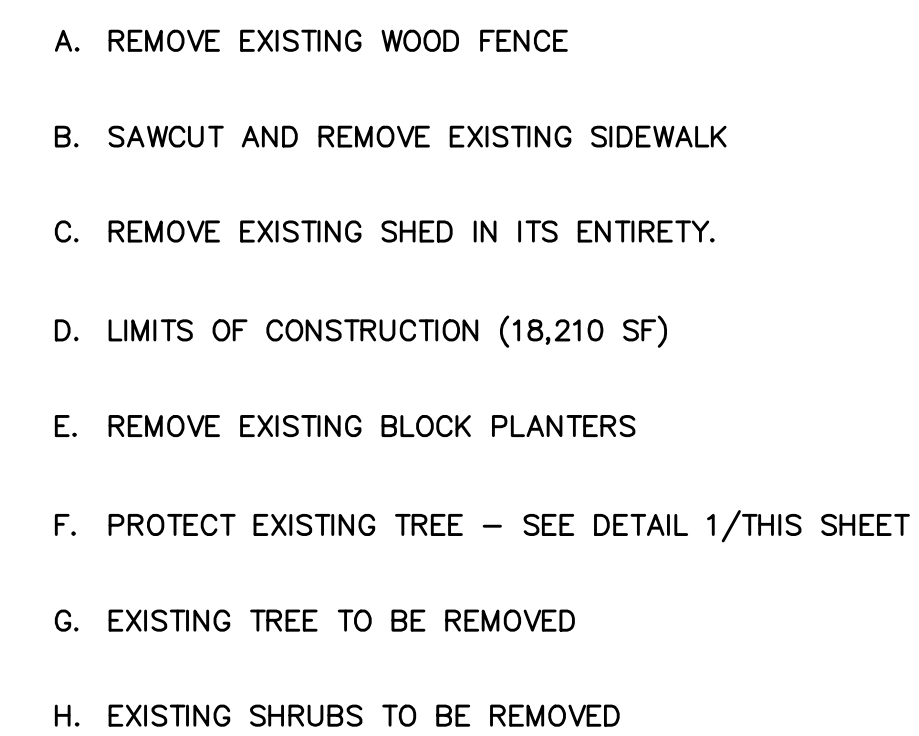 A. REMOVE EXISTING WOOD FENCE
B. SAWCUT AND REMOVE EXISTING SIDEWALK
C. REMOVE EXISTING SHED IN ITS ENTIRETY.
D. LIMITS OF CONSTRUCTION (18,210 SF)
E. REMOVE EXISTING BLOCK PLANTERS
F. PROTECT EXISTING TREE – SEE DETAIL 1/THIS SHEET
G. EXISTING TREE TO BE REMOVED
H. EXISTING SHRUBS TO BE REMOVED